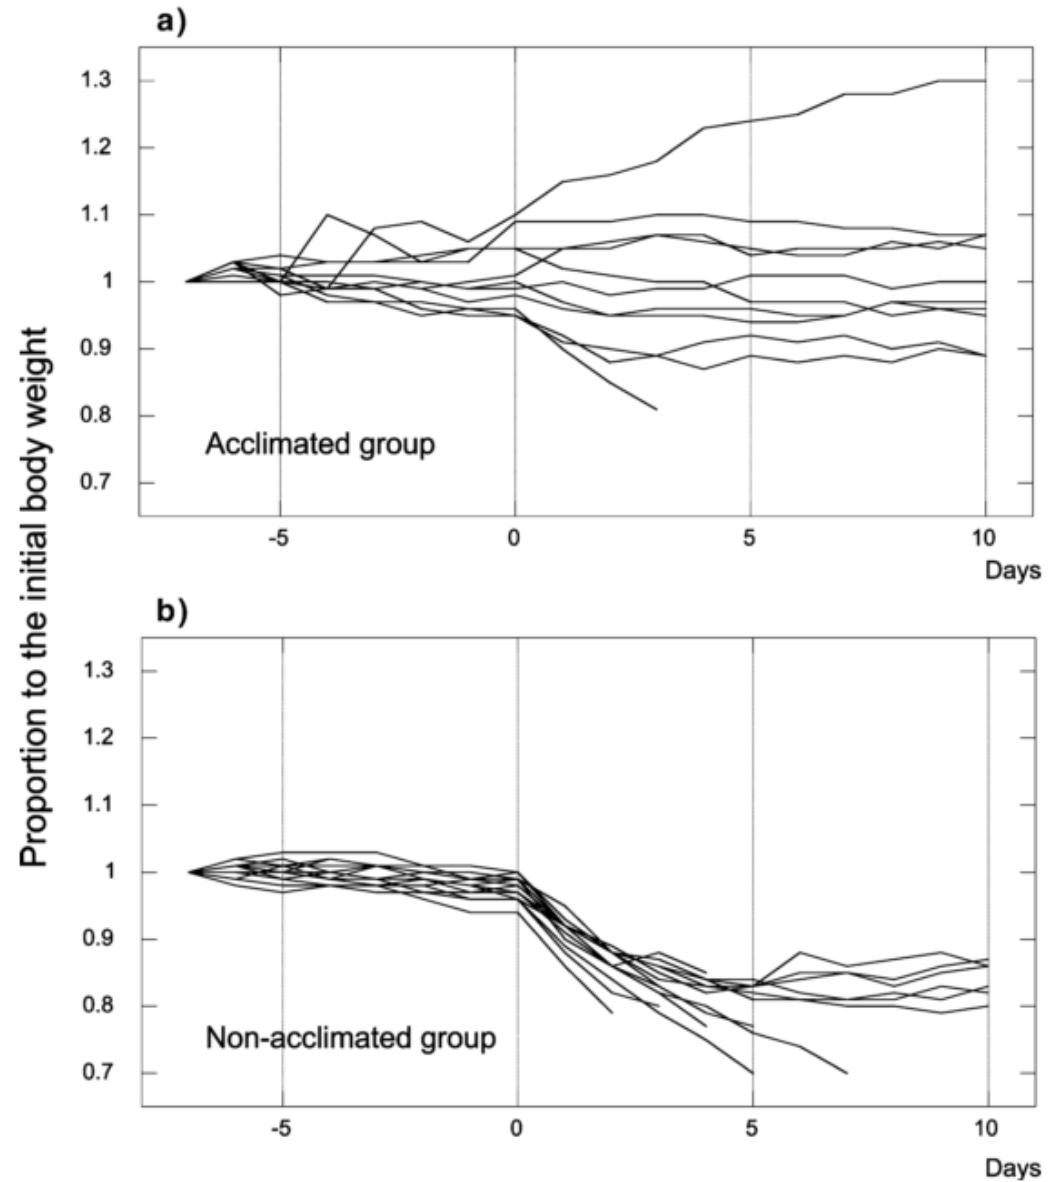 a)
1.3
1.2
1.1
1
0.9
0.8
0.7
Acclimated group
-5 0 5 10
Days
Proportion to the initial body weight
b)
1.3
1.2
1.1
1
0.9
0.8
0.7
Non-acclimated group
-5 0 5 10
Days